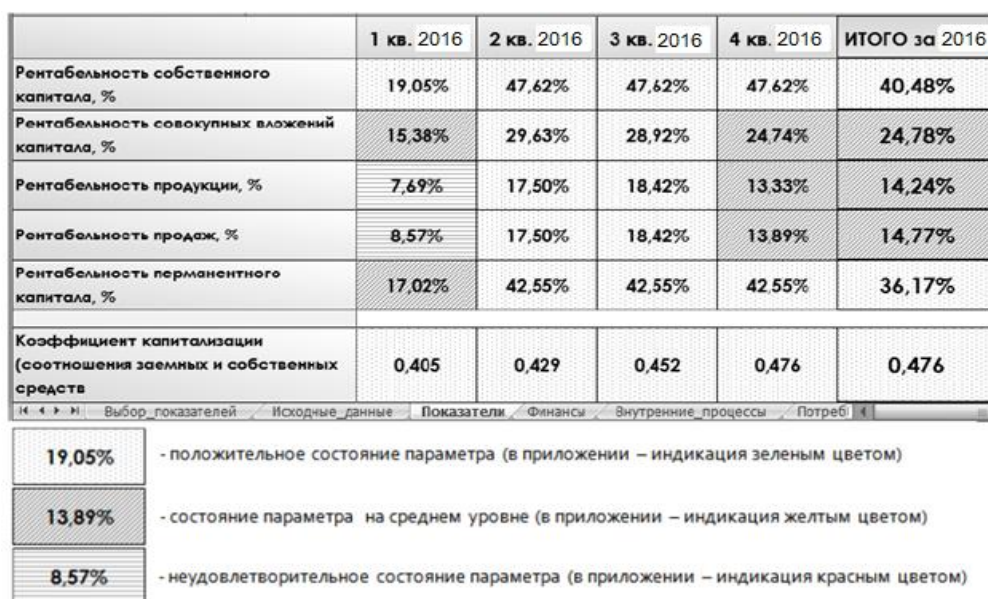 1 кв. 2016 2 кв. 2016 3 кв. 2016 4 кв. 2016 ИТОГО за 2016
Рентабельность собственного
капитала, % 19,05% 47,62% 47,62% 47,62% 40,48%
Рентабельность совокупных вложений
капитала, % 15,38% 29,63% 28,92% 24,74% 24,78%
Рентабельность продукции, % 7,69% 17,50% 18,42% 13,33% 14,24%
Рентабельность продаж, % 8,57% 17,50% 18,42% 13,89% 14,77%
Рентабельность перманентного
капитала, % 17,02% 42,55% 42,55% 42,55% 36,17%
Коэффициент капитализации
(соотношения заемных и собственных
средств 0,405 0,429 0,452 0,476 0,476
Выбор_показателей Исходные_данные Показатели Финансы Внутренние_процессы Потреб
19,05% - положительное состояние параметра (в приложении – индикация зеленым цветом)
13,89% - состояние параметра на среднем уровне (в приложении – индикация желтым цветом)
8,57% - неудовлетворительное состояние параметра (в приложении – индикация красным цветом)